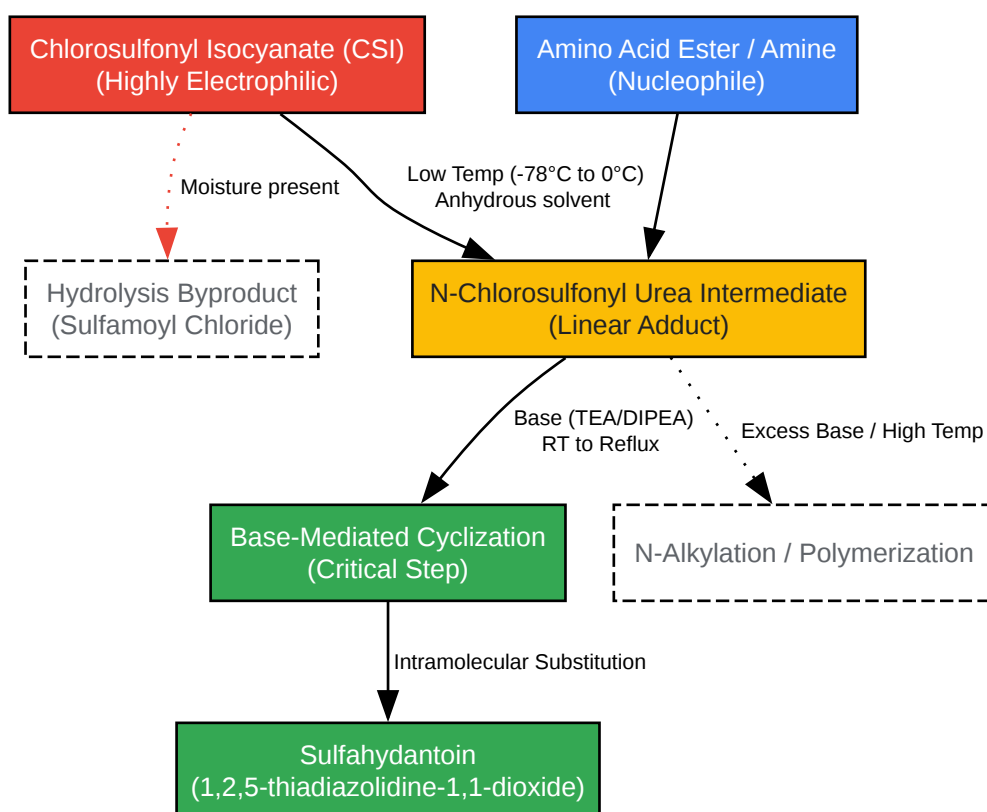 Chlorosulfonyl Isocyanate (CSI)
(Highly Electrophilic)
Amino Acid Ester / Amine
(Nucleophile)
Moisture present
Low Temp (-78°C to 0°C)
Anhydrous solvent
Hydrolysis Byproduct
(Sulfamoyl Chloride)
N-Chlorosulfonyl Urea Intermediate
(Linear Adduct)
Base (TEA/DIPEA)
RT to Reflux
Excess Base / High Temp
Base-Mediated Cyclization
(Critical Step)
N-Alkylation / Polymerization
Intramolecular Substitution
Sulfahydantoin
(1,2,5-thiadiazolidine-1,1-dioxide)